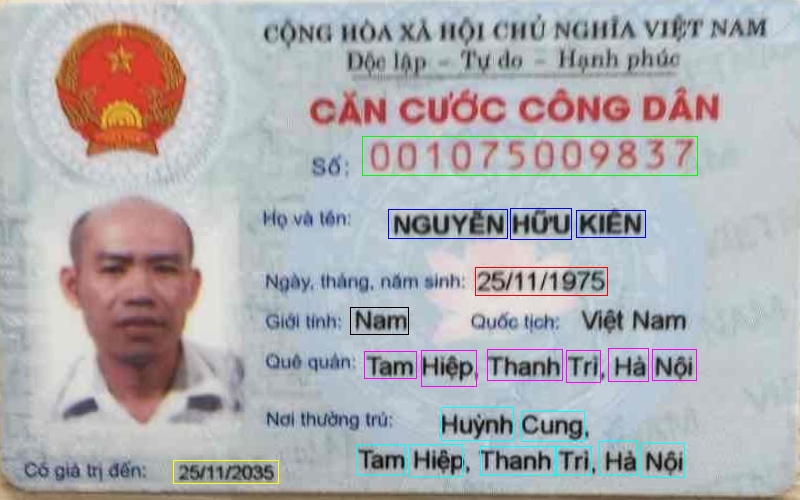 CỘNG HÒA XÃ HỘI CHỦ NGHĨA VIỆT NAM
Độc lập - Tự do - Hạnh phúc
CĂN CƯỚC CÔNG DÂN
Số: 001075009837
Họ và tên: NGUYỄN HỮU KIÊN
Ngày, tháng, năm sinh: 25/11/1975
Giới tính: Nam Quốc tịch: Việt Nam
Quê quán: Tam Hiệp, Thanh Trì, Hà Nội
Nơi thường trú: Huỳnh Cung,
Tam Hiệp, Thanh Trì, Hà Nội
Có giá trị đến: 25/11/2035